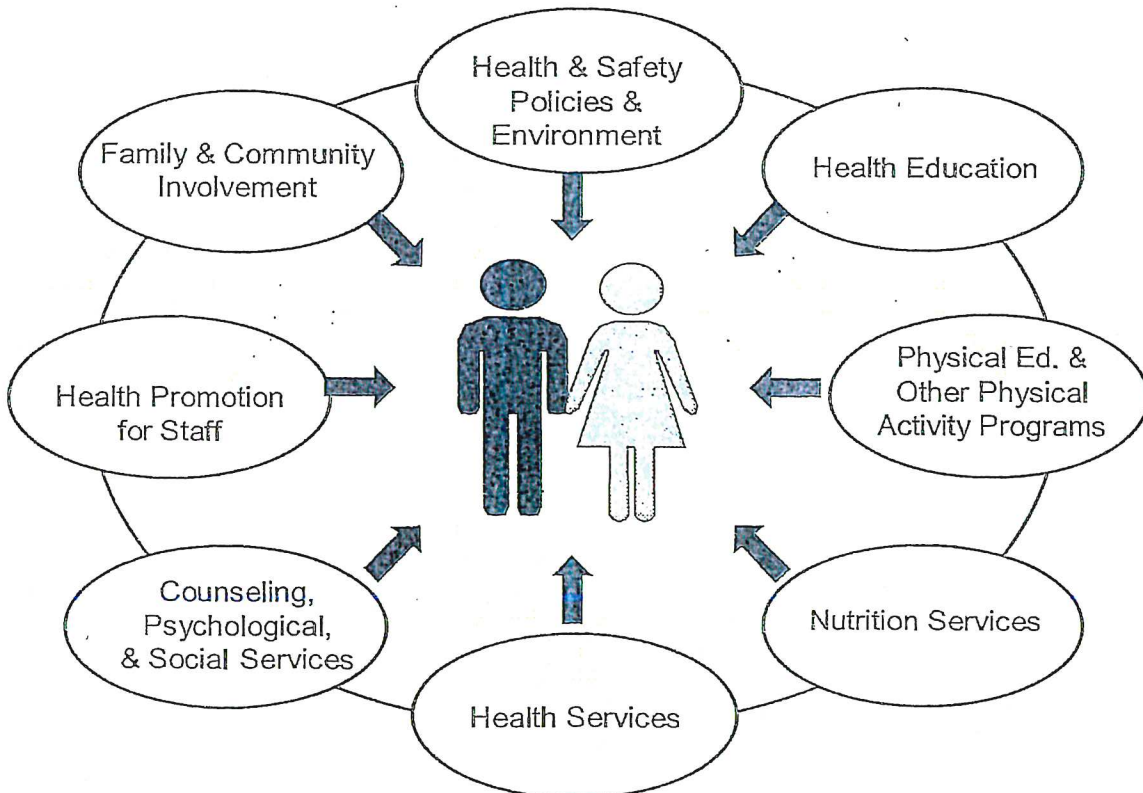 Health & Safety
Policies &
Environment
Health Education
Physical Ed. &
Other Physical
Activity Programs
Nutrition Services
Health Services
Counseling,
Psychological,
& Social Services
Health Promotion
for Staff
Family & Community
Involvement